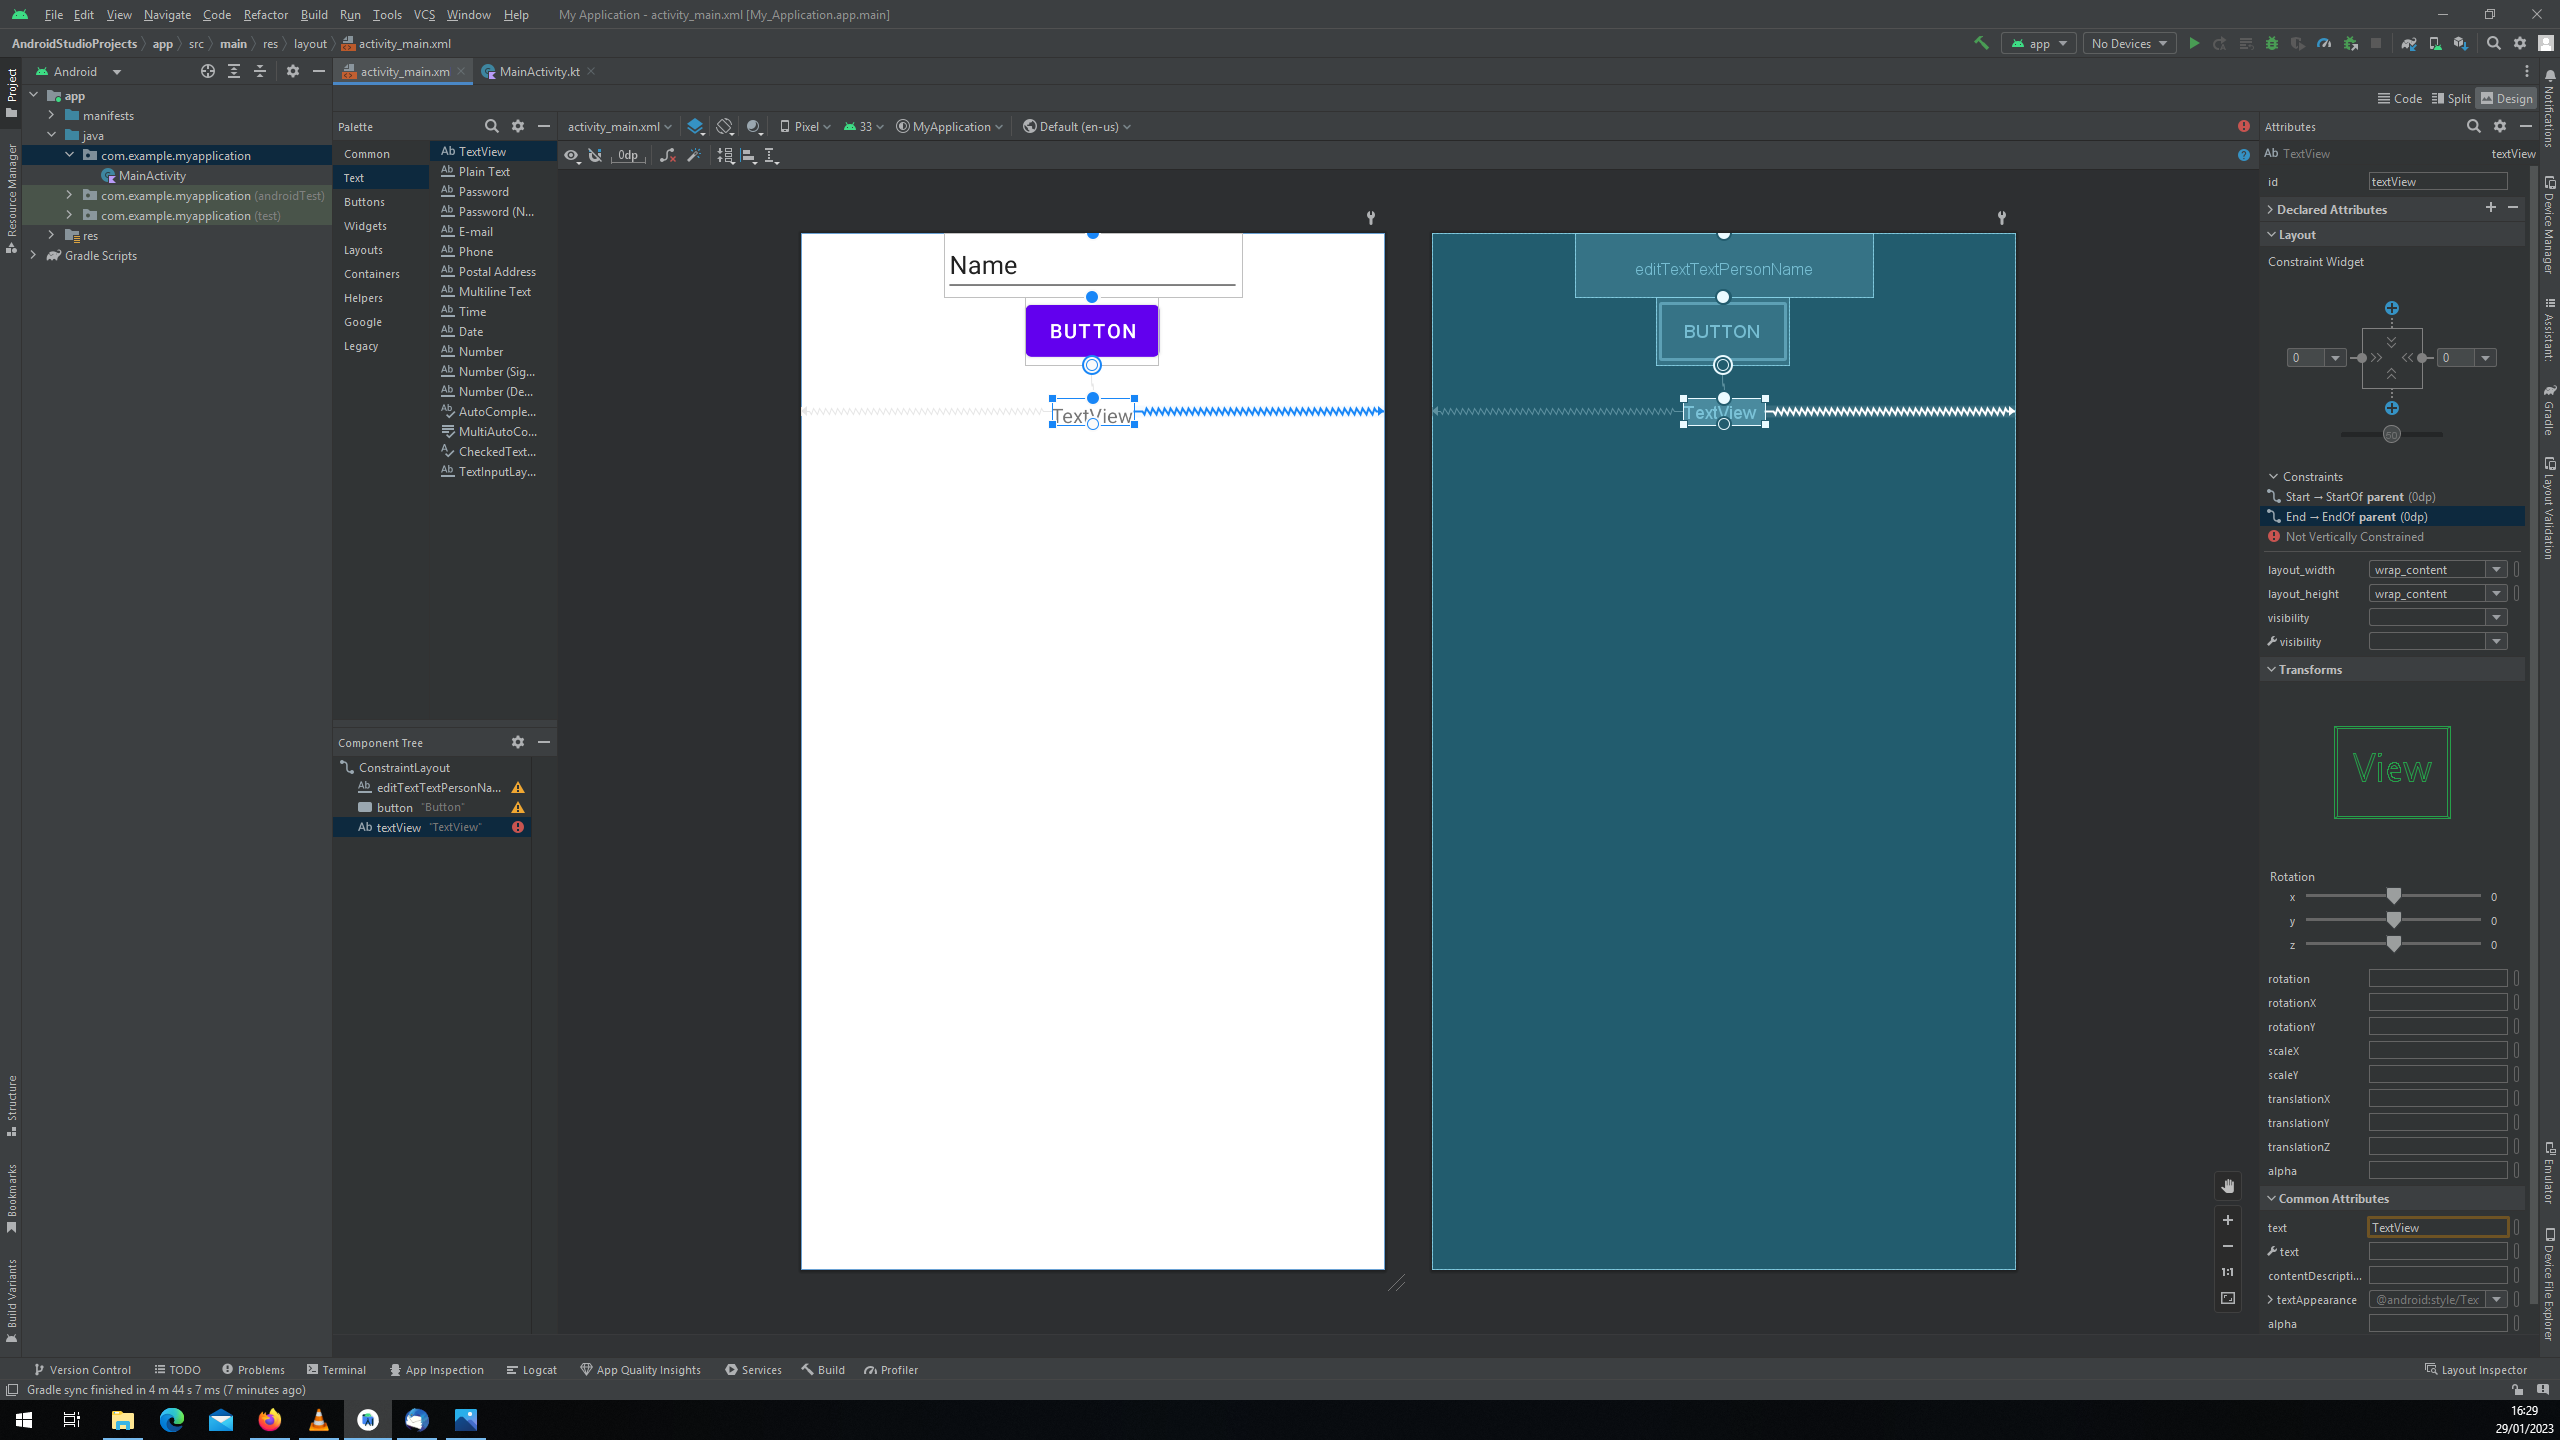 File Edit View Navigate Code Refactor Build Run Tools VCS Window Help My Application - activity_main.xml [My_Application.app.main]
AndroidStudioProjects app src main res layout activity_main.xml app No Devices
Project
Android
activity_main.xm MainActivity.kt
app
manifests
java
com.example.myapplication
MainActivity
com.example.myapplication (androidTest)
com.example.myapplication (test)
res
Gradle Scripts
Resource Manager
Structure
Bookmarks
Build Variants
Code Split Design
Palette
Common
Text
Buttons
Widgets
Layouts
Containers
Helpers
Google
Legacy
Ab TextView
Ab Plain Text
Ab Password
Ab Password (N...
Ab E-mail
Ab Phone
Ab Postal Address
Ab Multiline Text
Ab Time
Ab Date
Ab Number
Ab Number (Sig...
Ab Number (De...
AutoComple...
MultiAutoCo...
CheckedText...
Ab TextInputLay...
Component Tree
ConstraintLayout
Ab editTextTextPersonNa...
button "Button"
Ab textView "TextView"
activity_main.xml Pixel 33 MyApplication Default (en-us)
0dp
Name
BUTTON
TextView
editTextTextPersonName
BUTTON
TextView
1:1
Attributes
Ab TextView textView
id textView
Declared Attributes
Layout
Constraint Widget
0 0
50
Constraints
Start → StartOf parent (0dp)
End → EndOf parent (0dp)
Not Vertically Constrained
layout_width wrap_content
layout_height wrap_content
visibility
visibility
Transforms
View
Rotation
x 0
y 0
z 0
rotation
rotationX
rotationY
scaleX
scaleY
translationX
translationY
translationZ
alpha
Common Attributes
text TextView
text
contentDescripti...
textAppearance @android:style/Tex
alpha
Notifications
Device Manager
Assistant:
Gradle
Layout Validation
Emulator
Device File Explorer
Version Control TODO Problems Terminal App Inspection Logcat App Quality Insights Services Build Profiler Layout Inspector
Gradle sync finished in 4 m 44 s 7 ms (7 minutes ago)
16:29
29/01/2023